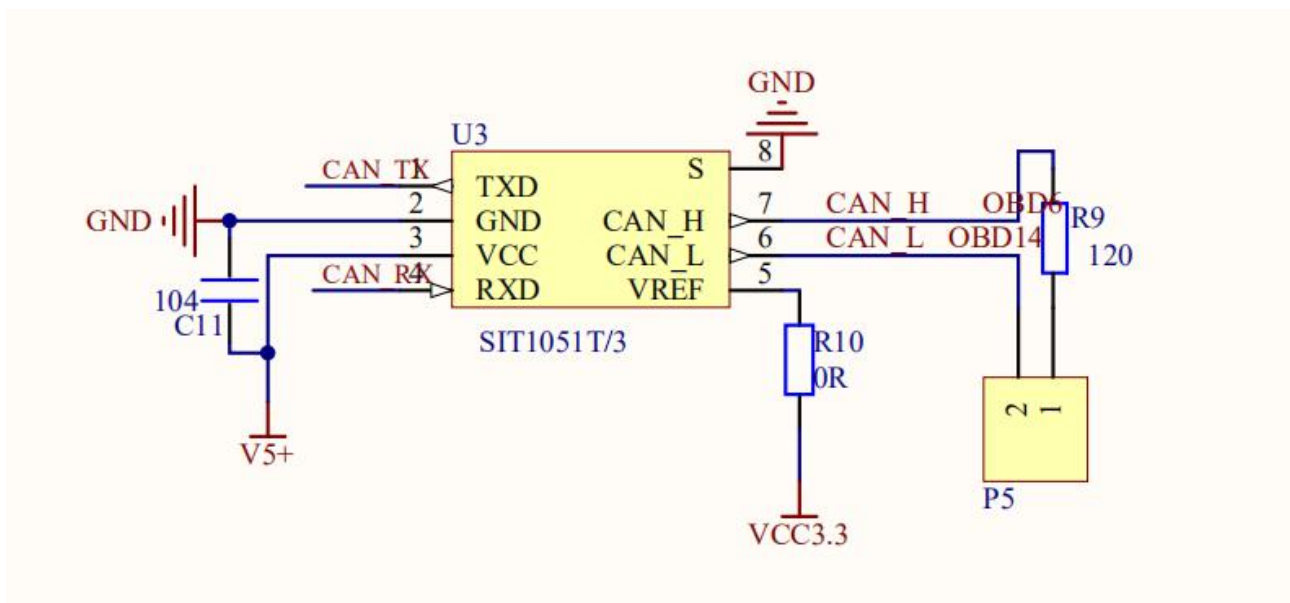 GND
U3
CAN_TX 1
TXD
S
8
GND
2
GND
CAN_H
7
CAN_H OBD6
R9
120
3
VCC
CAN_L
6
CAN_L OBD14
CAN_RX 4
RXD
VREF
5
104
C11
SIT1051T/3
R10
0R
V5+
2
1
P5
VCC3.3